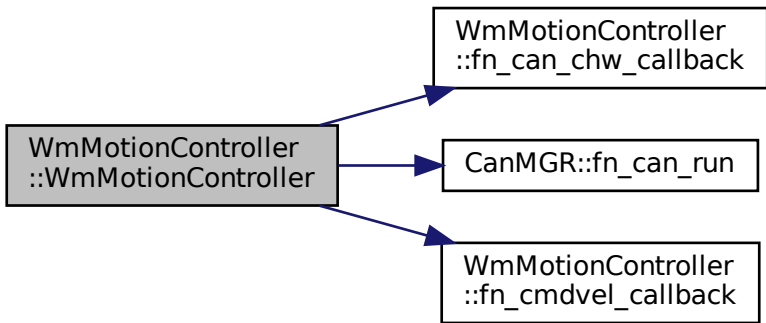 WmMotionController
::WmMotionController
WmMotionController
::fn_can_chw_callback
CanMGR::fn_can_run
WmMotionController
::fn_cmdvel_callback